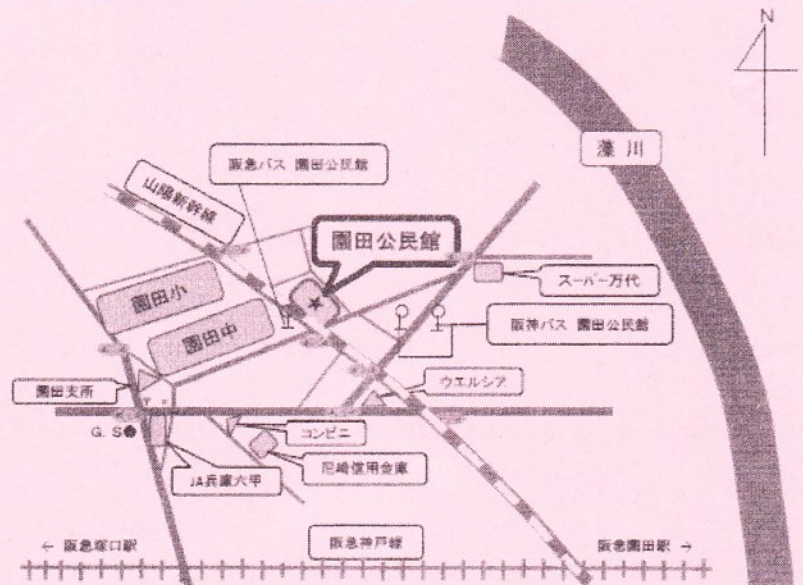 N
藻川
阪急バス 園田公民館
山陽新幹線
園田公民館
★
スーパー万代
園田小
園田中
阪神バス 園田公民館
園田支所
ウエルシア
G.S
コンビニ
尼崎信用金庫
JA兵庫六甲
← 阪急塚口駅
阪急神戸線
阪急園田駅 →